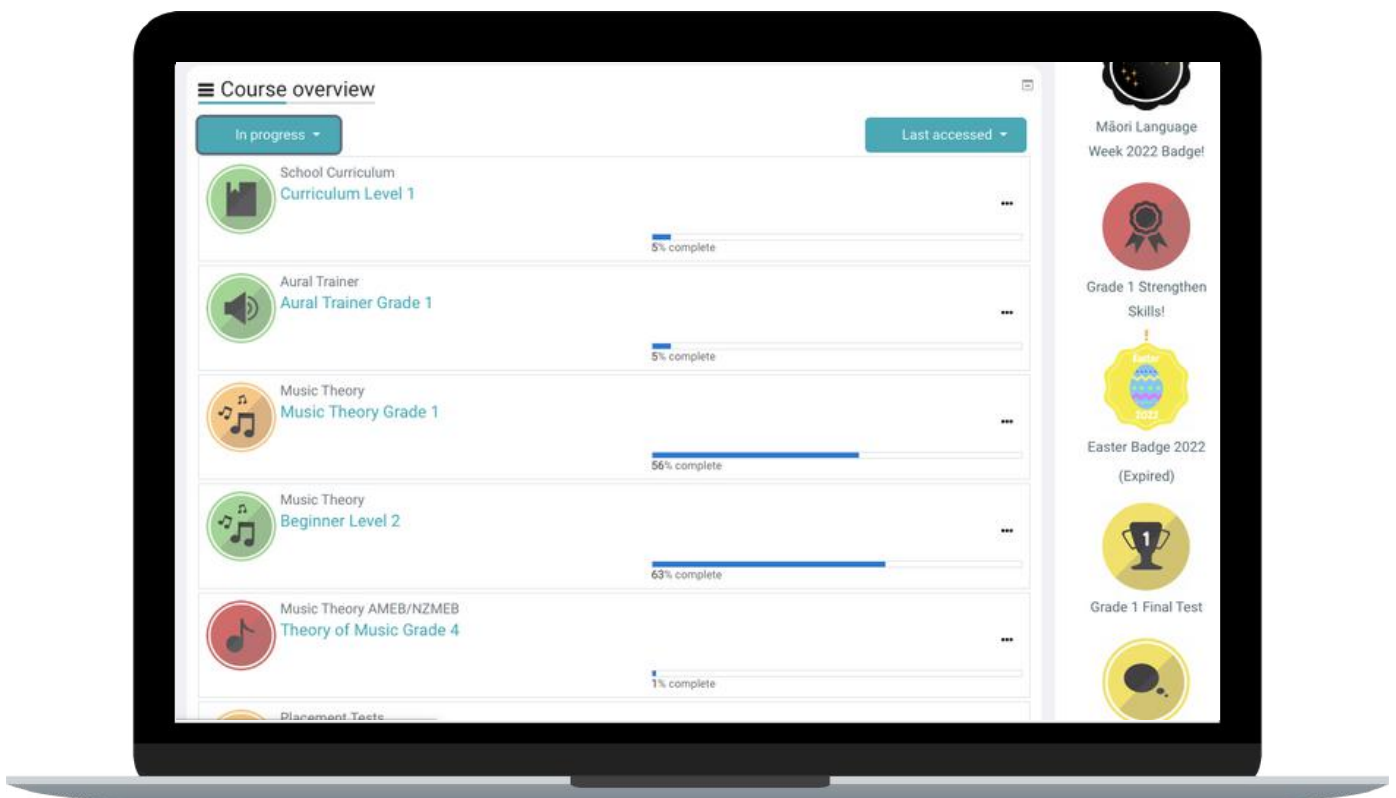 Course overview
In progress
Last accessed
School Curriculum
Curriculum Level 1
5% complete
Aural Trainer
Aural Trainer Grade 1
5% complete
Music Theory
Music Theory Grade 1
56% complete
Music Theory
Beginner Level 2
63% complete
Music Theory AMEB/NZMEB
Theory of Music Grade 4
1% complete
Placement Tests
Māori Language
Week 2022 Badge!
Grade 1 Strengthen
Skills!
!
Easter
2022
Easter Badge 2022
(Expired)
1
Grade 1 Final Test